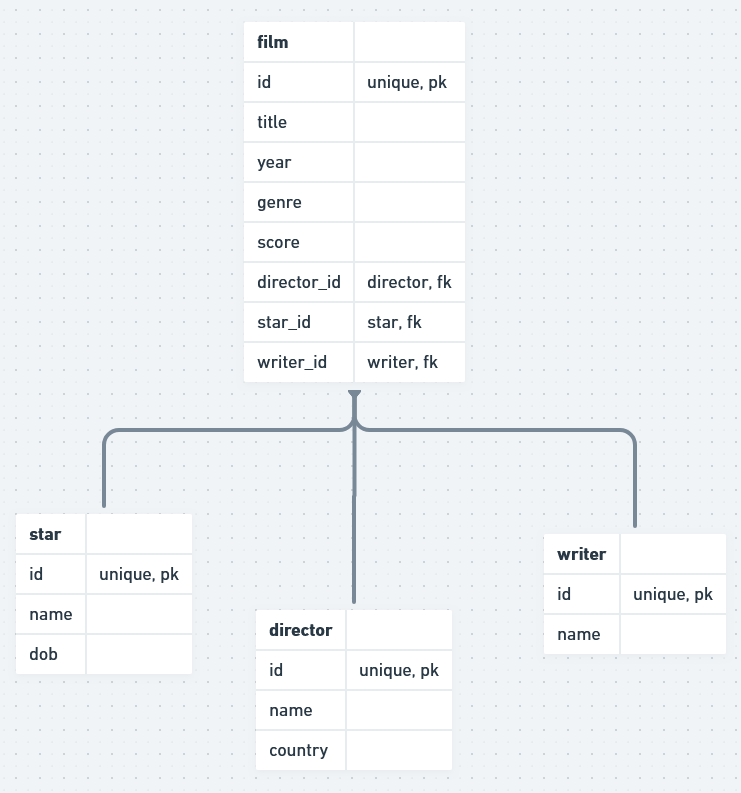 film
id unique, pk
title
year
genre
score
director_id director, fk
star_id star, fk
writer_id writer, fk
star
id unique, pk
name
dob
director
id unique, pk
name
country
writer
id unique, pk
name